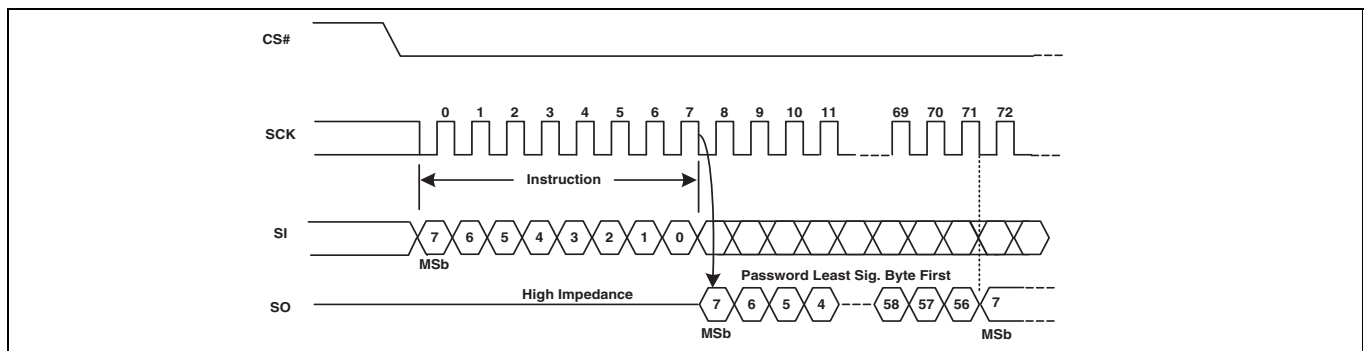 CS#
0 1 2 3 4 5 6 7 8 9 10 11 69 70 71 72
SCK
Instruction
SI
7 6 5 4 3 2 1 0
MSb
Password Least Sig. Byte First
High Impedance
SO
7 6 5 4 58 57 56 7
MSb MSb